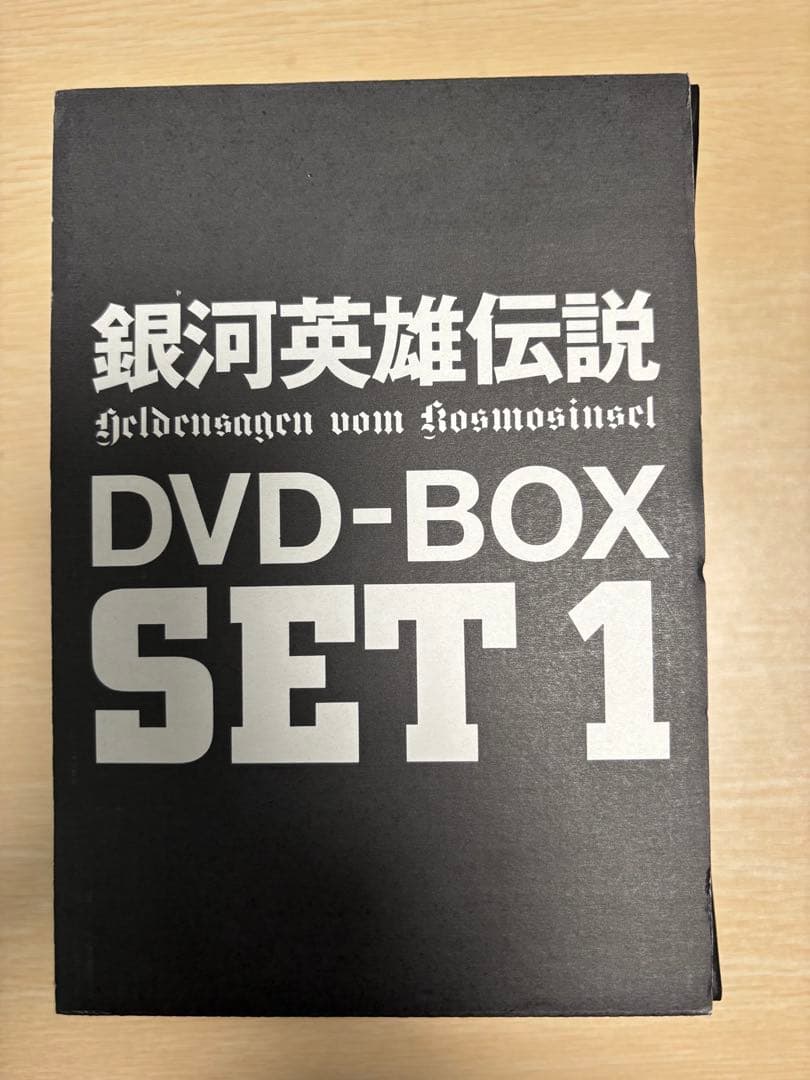 銀河英雄伝説
Heldensagen vom Kosmosinsel
DVD-BOX
SET 1